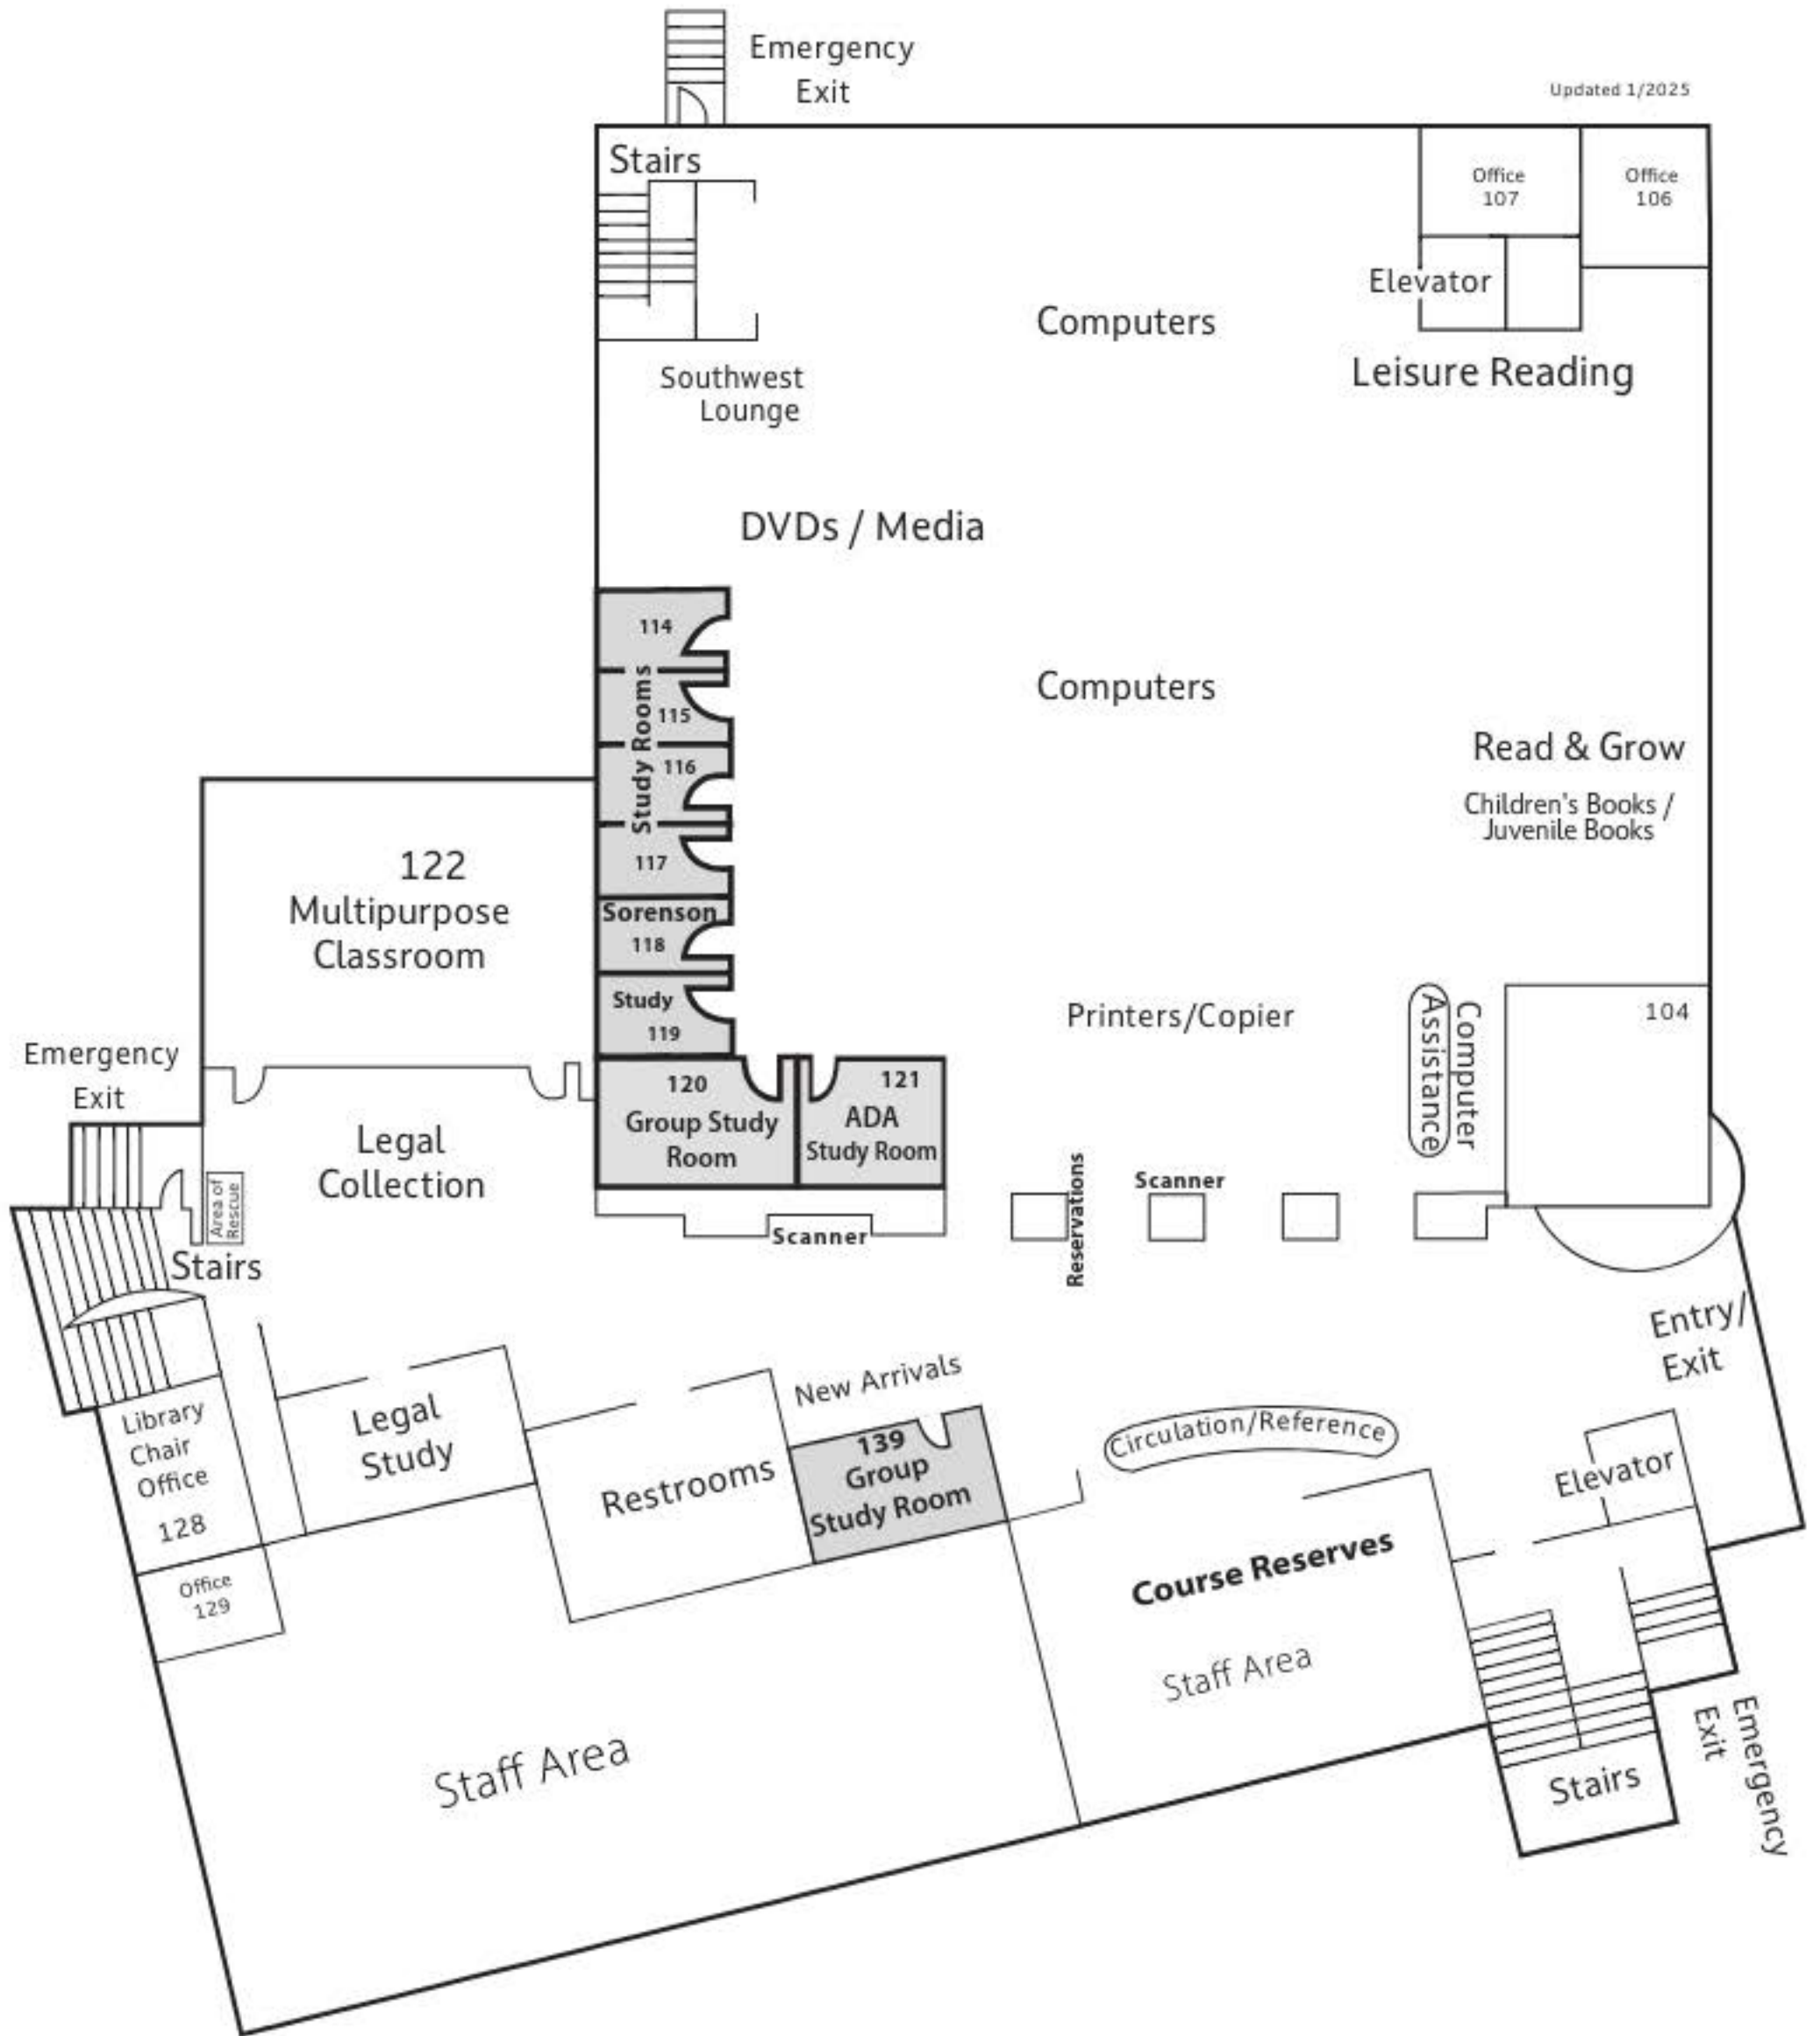 Emergency
Exit
Updated 1/2025
Stairs
Office
107
Office
106
Elevator
Computers
Leisure Reading
Southwest
Lounge
DVDs / Media
114
Study Rooms
115
116
117
Computers
Read & Grow
Children's Books /
Juvenile Books
122
Multipurpose
Classroom
Sorenson
118
Study
119
Printers/Copier
Computer
Assistance
104
Emergency
Exit
120
Group Study
Room
121
ADA
Study Room
Legal
Collection
Area of
Rescue
Stairs
Scanner
Reservations
Scanner
Entry/
Exit
New Arrivals
Library
Chair
Office
128
Legal
Study
Restrooms
139
Group
Study Room
Circulation/Reference
Elevator
Office
129
Course Reserves
Staff Area
Staff Area
Stairs
Emergency
Exit